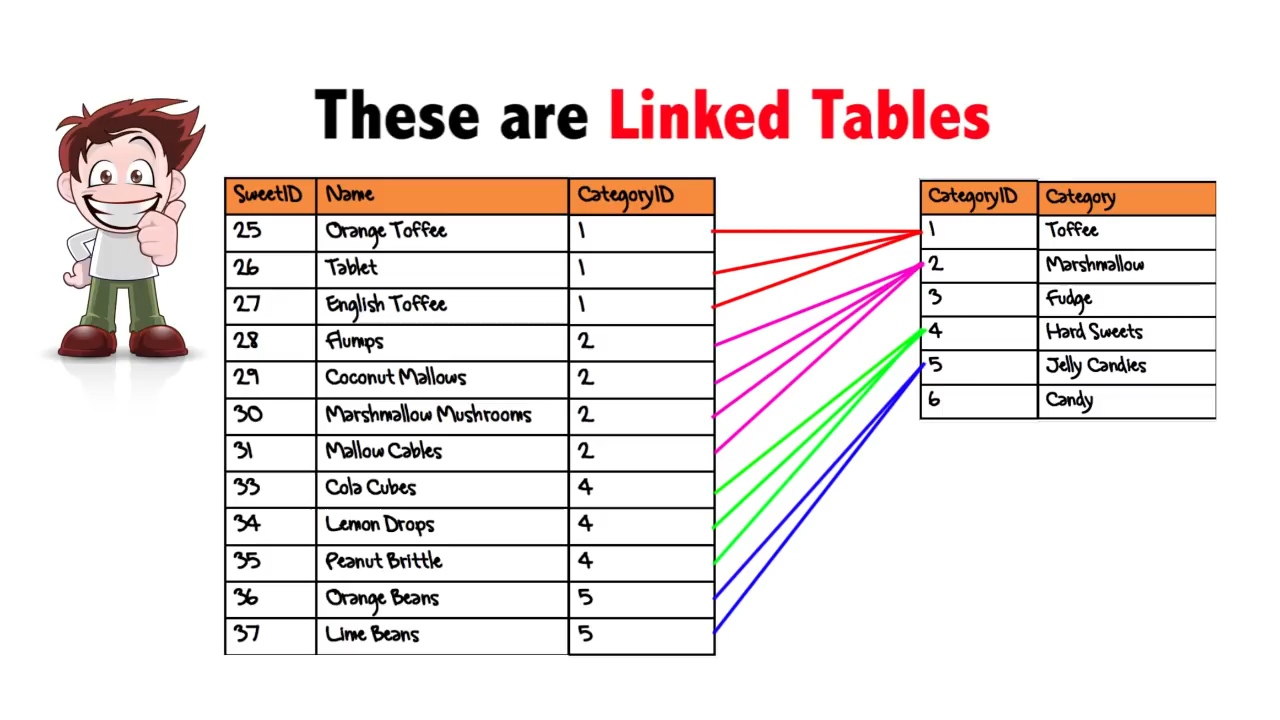 These are Linked Tables
SweetID Name CategoryID
25 Orange Toffee 1
26 Tablet 1
27 English Toffee 1
28 Flumps 2
29 Coconut Mallows 2
30 Marshmallow Mushrooms 2
31 Mallow Cables 2
33 Cola Cubes 4
34 Lemon Drops 4
35 Peanut Brittle 4
36 Orange Beans 5
37 Lime Beans 5
CategoryID Category
1 Toffee
2 Marshmallow
3 Fudge
4 Hard Sweets
5 Jelly Candies
6 Candy